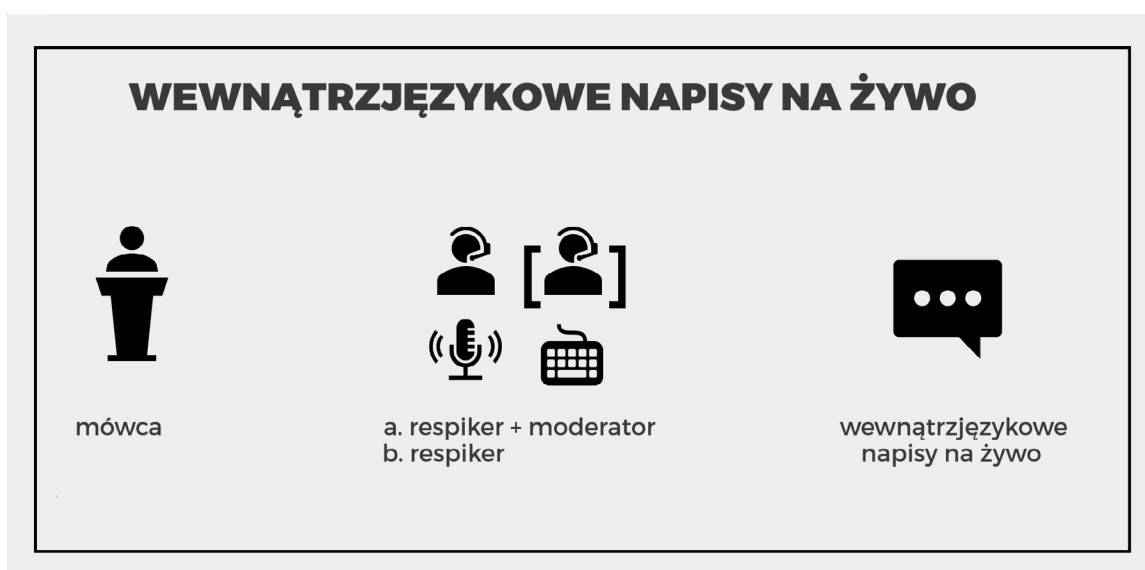 WEWNĄTRZJĘZYKOWE NAPISY NA ŻYWO
mówca
a. respiker + moderator
b. respiker
wewnątrzjęzykowe
napisy na żywo